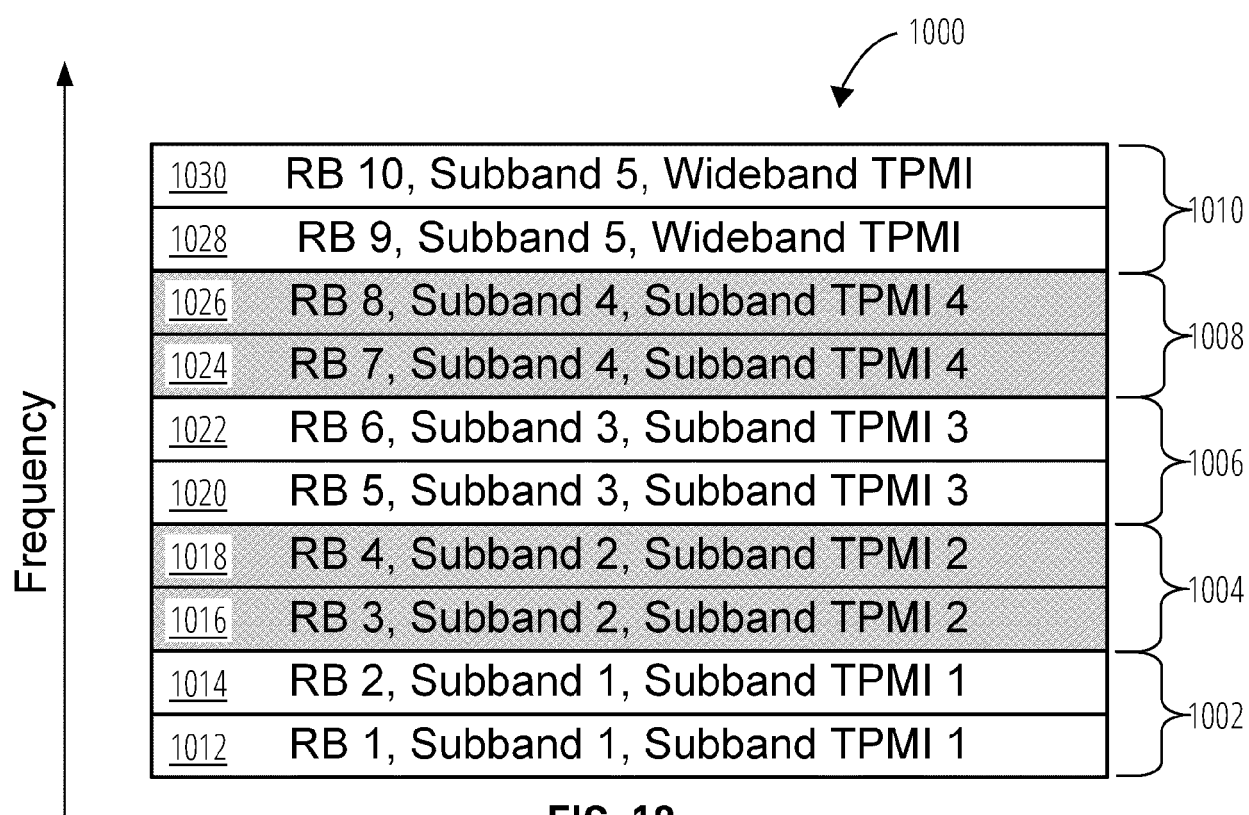 1000
1030 RB 10, Subband 5, Wideband TPMI
1028 RB 9, Subband 5, Wideband TPMI
1010
1026 RB 8, Subband 4, Subband TPMI 4
1024 RB 7, Subband 4, Subband TPMI 4
1008
1022 RB 6, Subband 3, Subband TPMI 3
1020 RB 5, Subband 3, Subband TPMI 3
1006
1018 RB 4, Subband 2, Subband TPMI 2
1016 RB 3, Subband 2, Subband TPMI 2
1004
1014 RB 2, Subband 1, Subband TPMI 1
1012 RB 1, Subband 1, Subband TPMI 1
1002
Frequency
FIG.